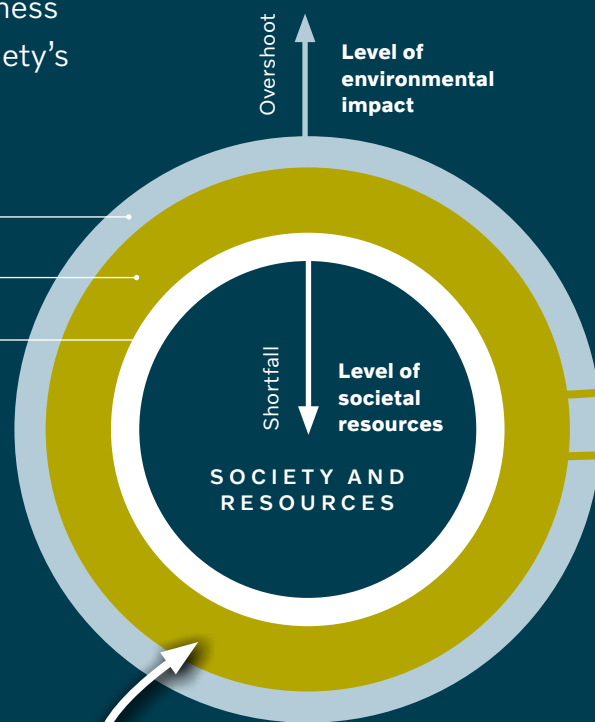 ness
ety's
Overshoot
Level of
environmental
impact
Shortfall
Level of
societal
resources
SOCIETY AND
RESOURCES